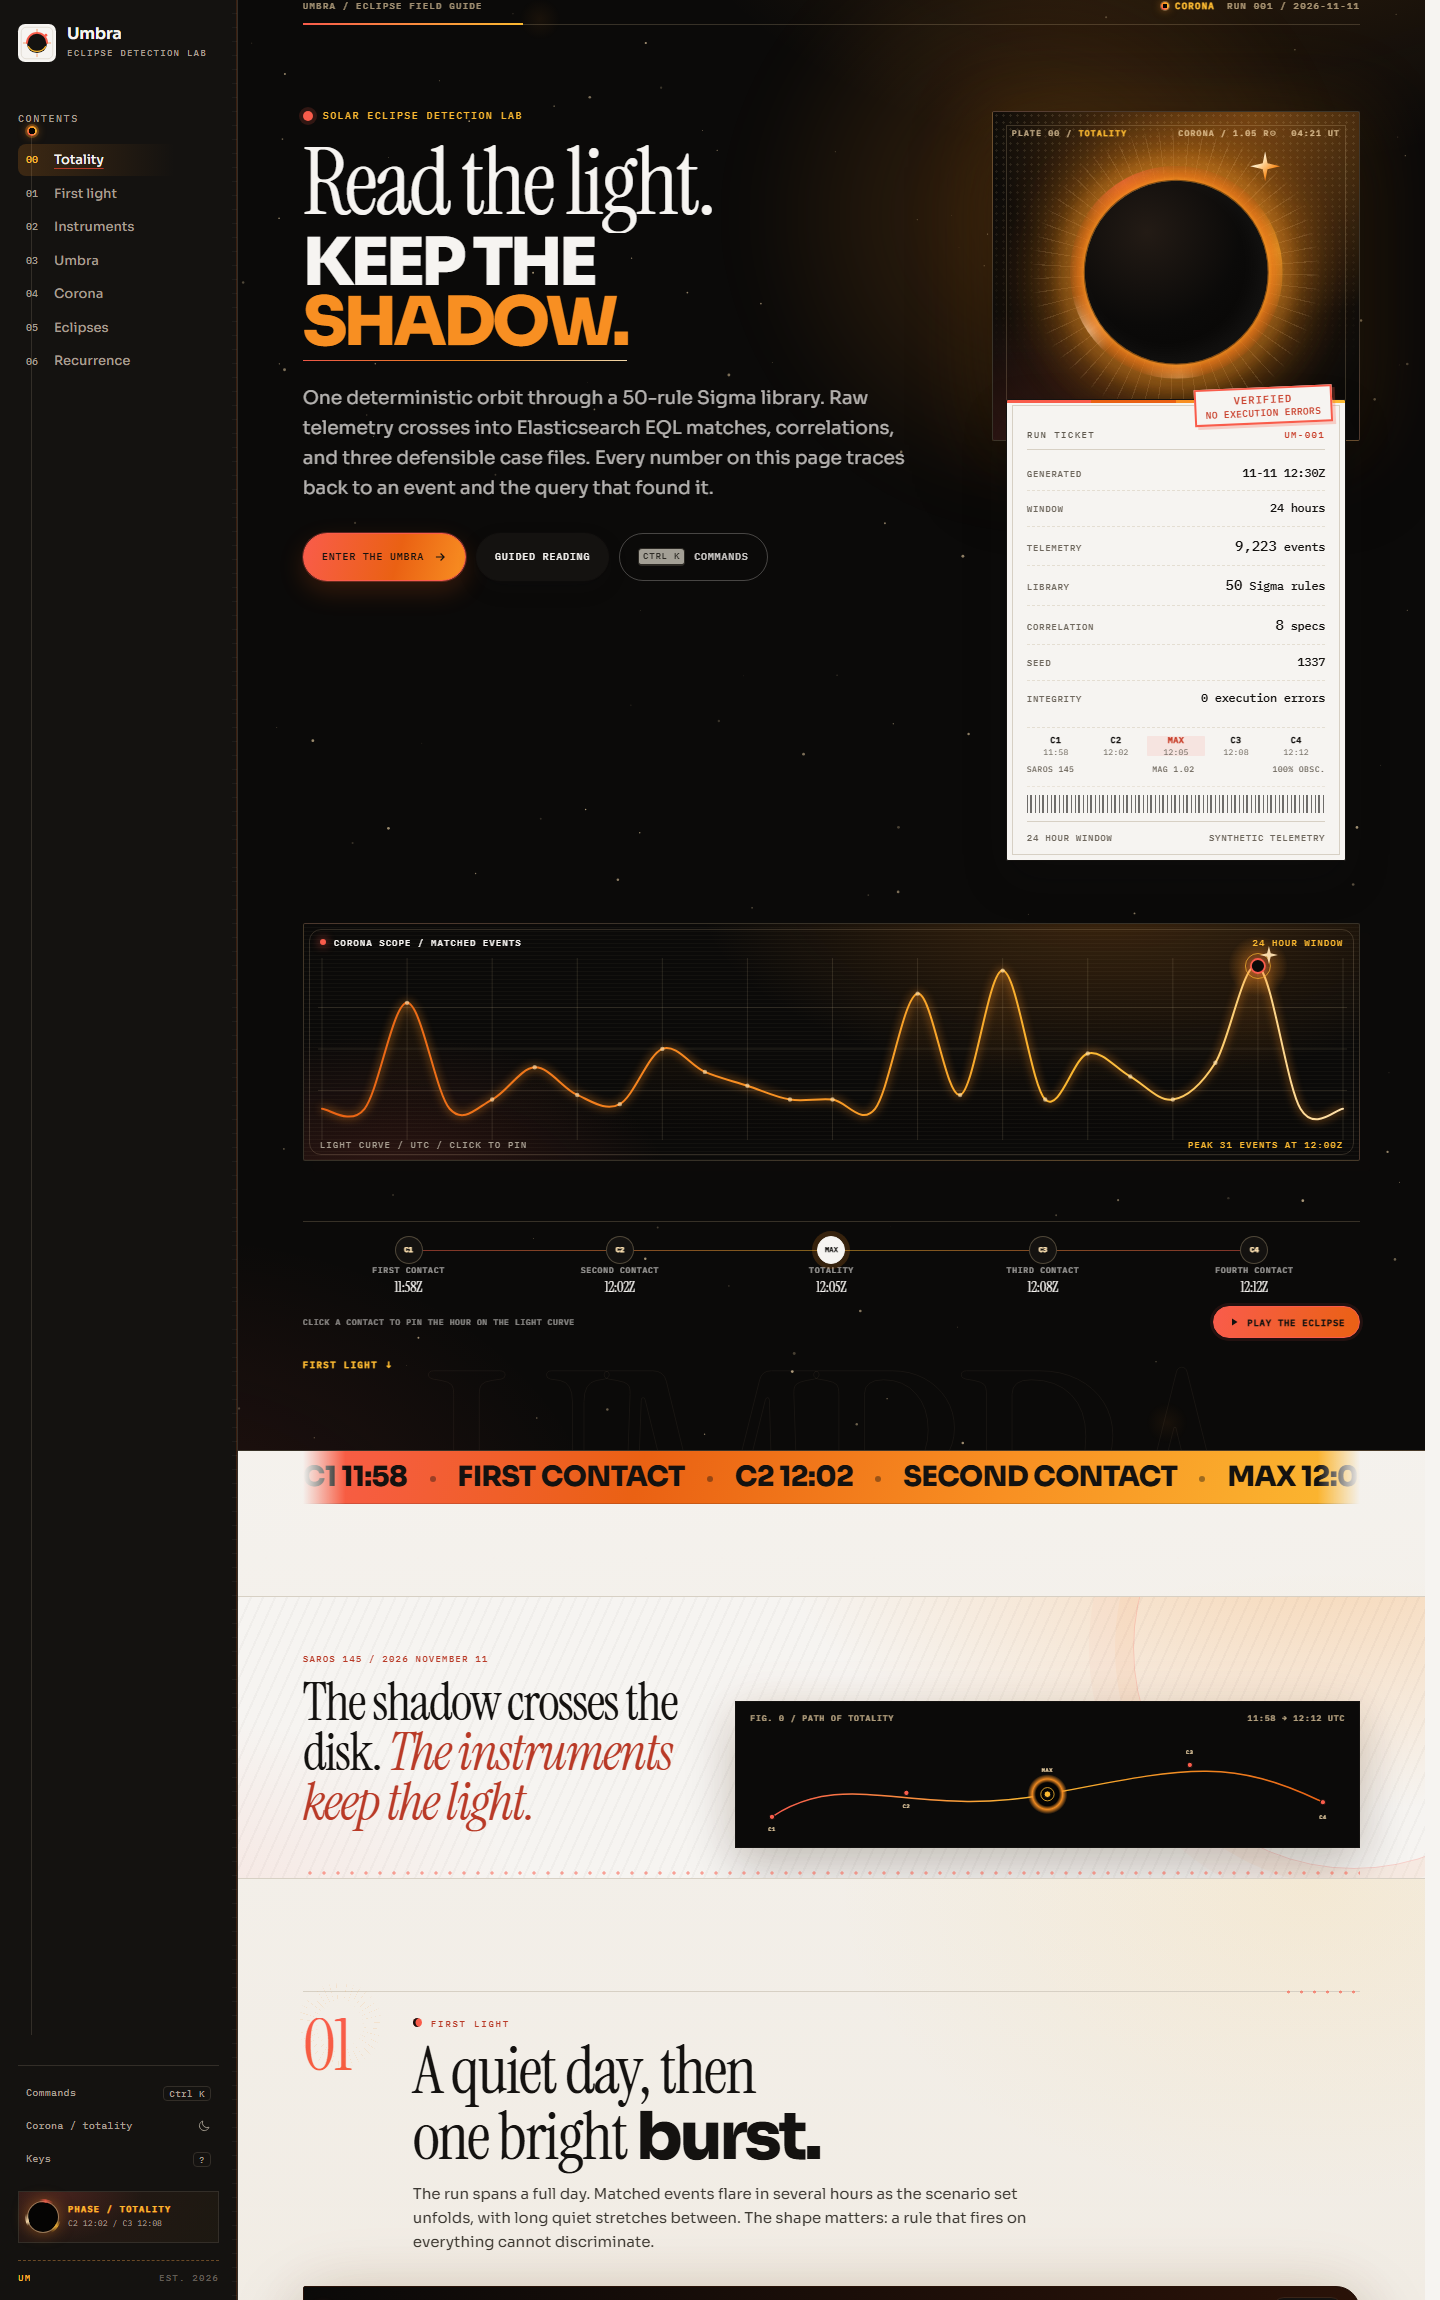 Umbra
ECLIPSE DETECTION LAB
CONTENTS
00 Totality
01 First light
02 Instruments
03 Umbra
04 Corona
05 Eclipses
06 Recurrence
Commands Ctrl K
Corona / totality
Keys ?
PHASE / TOTALITY
C2 12:02 / C3 12:08
UM EST. 2026
UMBRA / ECLIPSE FIELD GUIDE
CORONA RUN 001 / 2026-11-11
SOLAR ECLIPSE DETECTION LAB
Read the light.
KEEP THE
SHADOW.
One deterministic orbit through a 50-rule Sigma library. Raw
telemetry crosses into Elasticsearch EQL matches, correlations,
and three defensible case files. Every number on this page traces
back to an event and the query that found it.
ENTER THE UMBRA →
GUIDED READING
CTRL K COMMANDS
PLATE 00 / TOTALITY
CORONA / 1.05 R⊙ 04:21 UT
VERIFIED
NO EXECUTION ERRORS
RUN TICKET UM-001
GENERATED 11-11 12:30Z
WINDOW 24 hours
TELEMETRY 9,223 events
LIBRARY 50 Sigma rules
CORRELATION 8 specs
SEED 1337
INTEGRITY 0 execution errors
C1 C2 MAX C3 C4
11:58 12:02 12:05 12:08 12:12
SAROS 145 MAG 1.02 100% OBSC.
24 HOUR WINDOW SYNTHETIC TELEMETRY
CORONA SCOPE / MATCHED EVENTS
24 HOUR WINDOW
LIGHT CURVE / UTC / CLICK TO PIN
PEAK 31 EVENTS AT 12:00Z
C1 C2 MAX C3 C4
FIRST CONTACT SECOND CONTACT TOTALITY THIRD CONTACT FOURTH CONTACT
11:58Z 12:02Z 12:05Z 12:08Z 12:12Z
CLICK A CONTACT TO PIN THE HOUR ON THE LIGHT CURVE
PLAY THE ECLIPSE
FIRST LIGHT ↓
UMBRA
C1 11:58 • FIRST CONTACT • C2 12:02 • SECOND CONTACT • MAX 12:0
SAROS 145 / 2026 NOVEMBER 11
The shadow crosses the
disk. The instruments
keep the light.
FIG. 0 / PATH OF TOTALITY
11:58 → 12:12 UTC
C1
C2
MAX
C3
C4
01
FIRST LIGHT
A quiet day, then
one bright burst.
The run spans a full day. Matched events flare in several hours as the scenario set
unfolds, with long quiet stretches between. The shape matters: a rule that fires on
everything cannot discriminate.